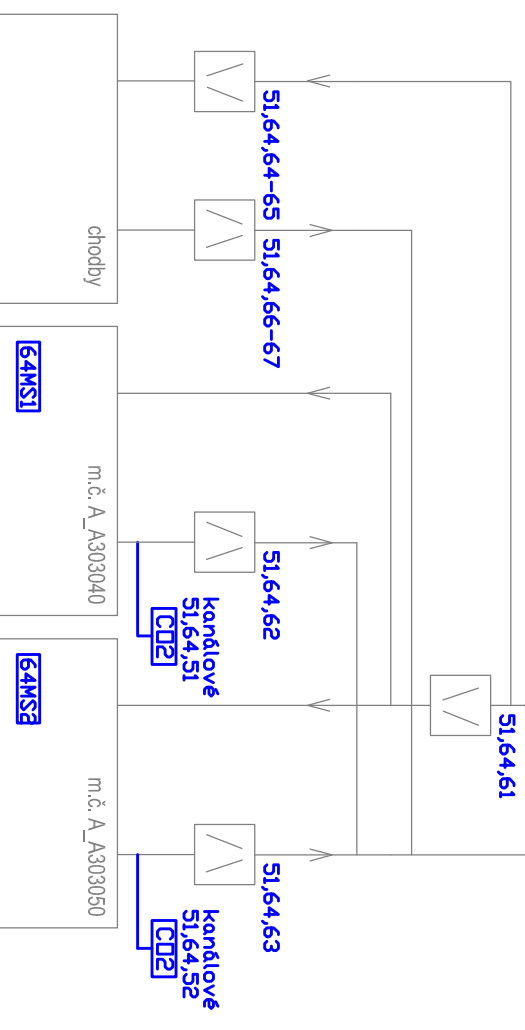 51,64,64-65
51,64,66-67
chodby
64MS1
m.č. A_A303040
51,64,62
kanálové
51,64,51
CO2
51,64,61
64MS2
m.č. A_A303050
51,64,63
kanálové
51,64,52
CO2